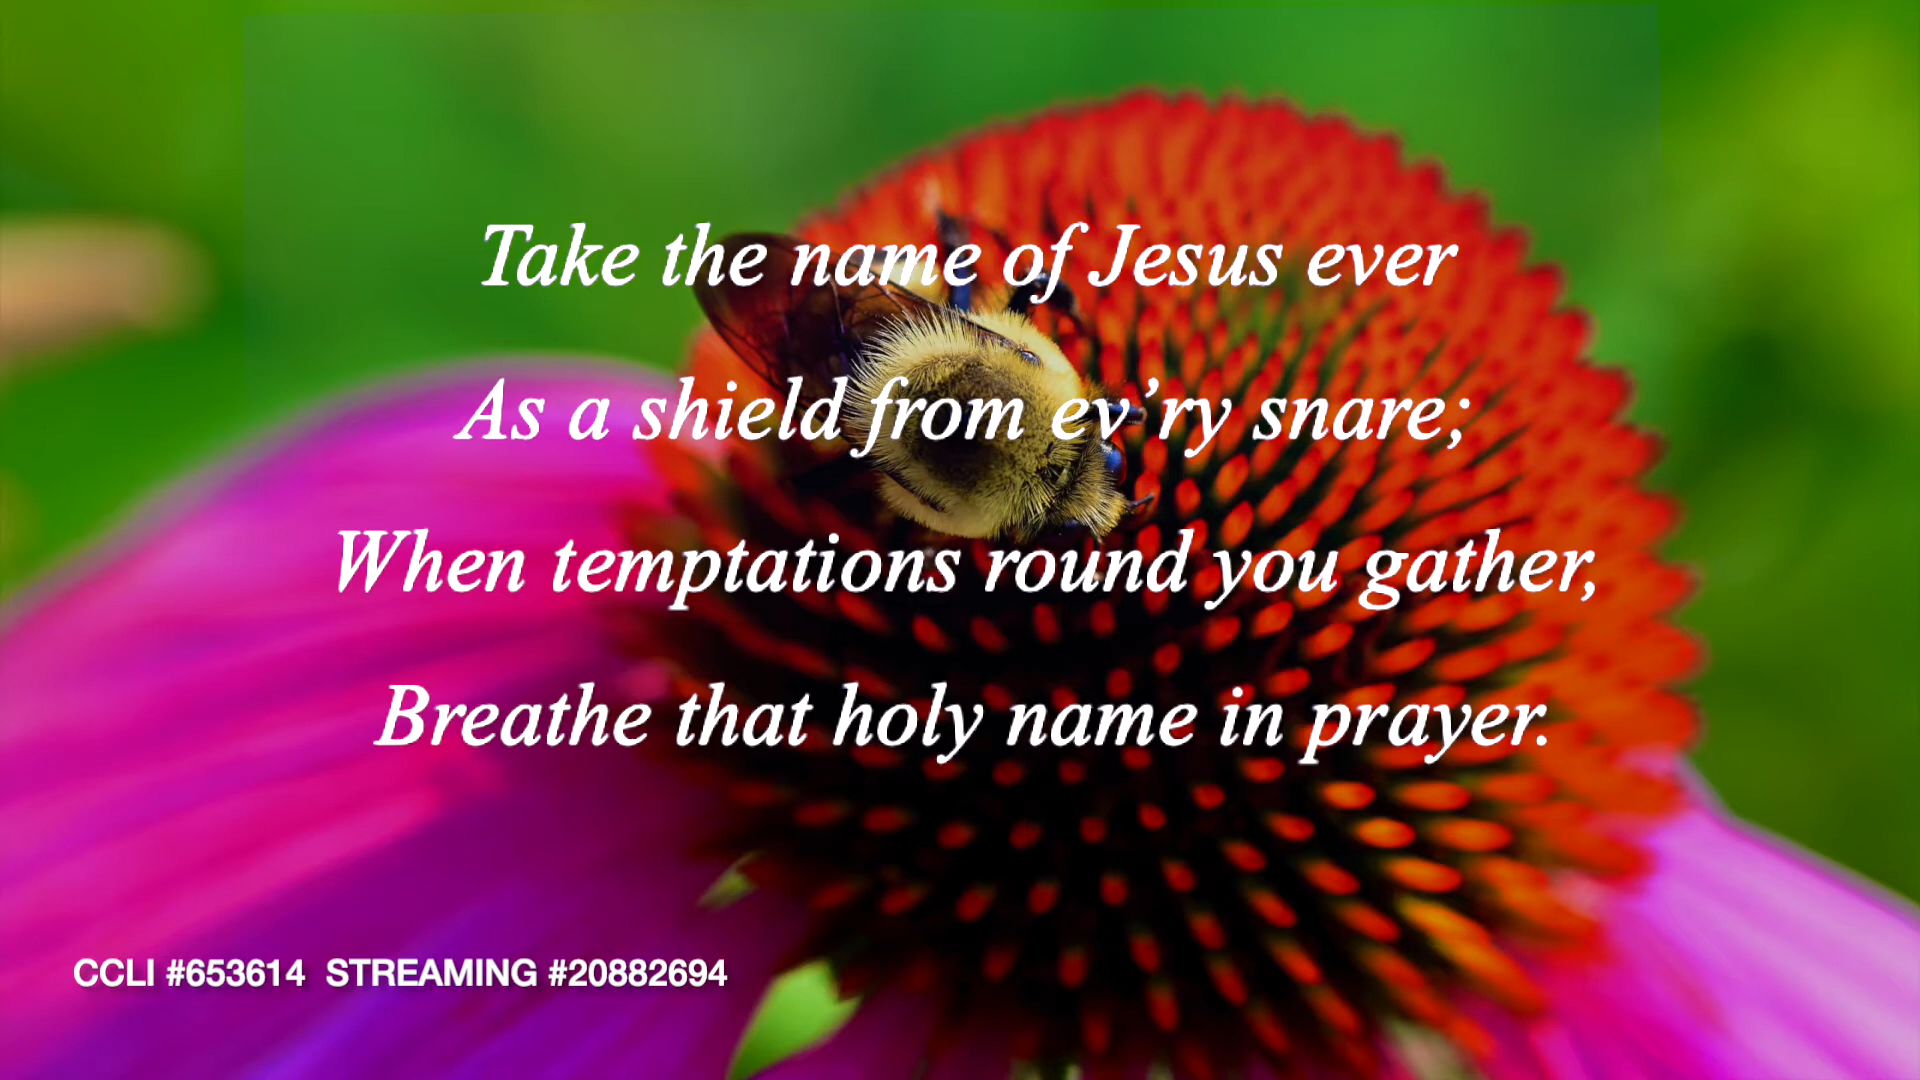 Take the name of Jesus ever
As a shield from ev’ry snare;
When temptations round you gather,
Breathe that holy name in prayer.
CCLI #653614  STREAMING #20882694